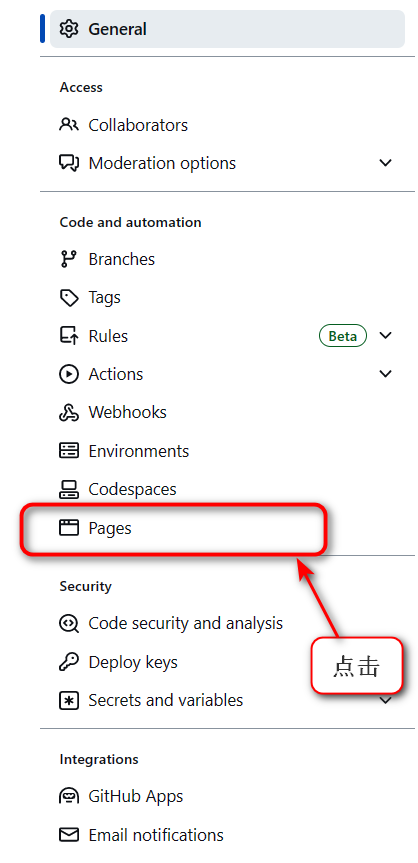 General
Access
Collaborators
Moderation options
Code and automation
Branches
Tags
Rules Beta
Actions
Webhooks
Environments
Codespaces
Pages
Security
Code security and analysis
Deploy keys
点击
Secrets and variables
Integrations
GitHub Apps
Email notifications